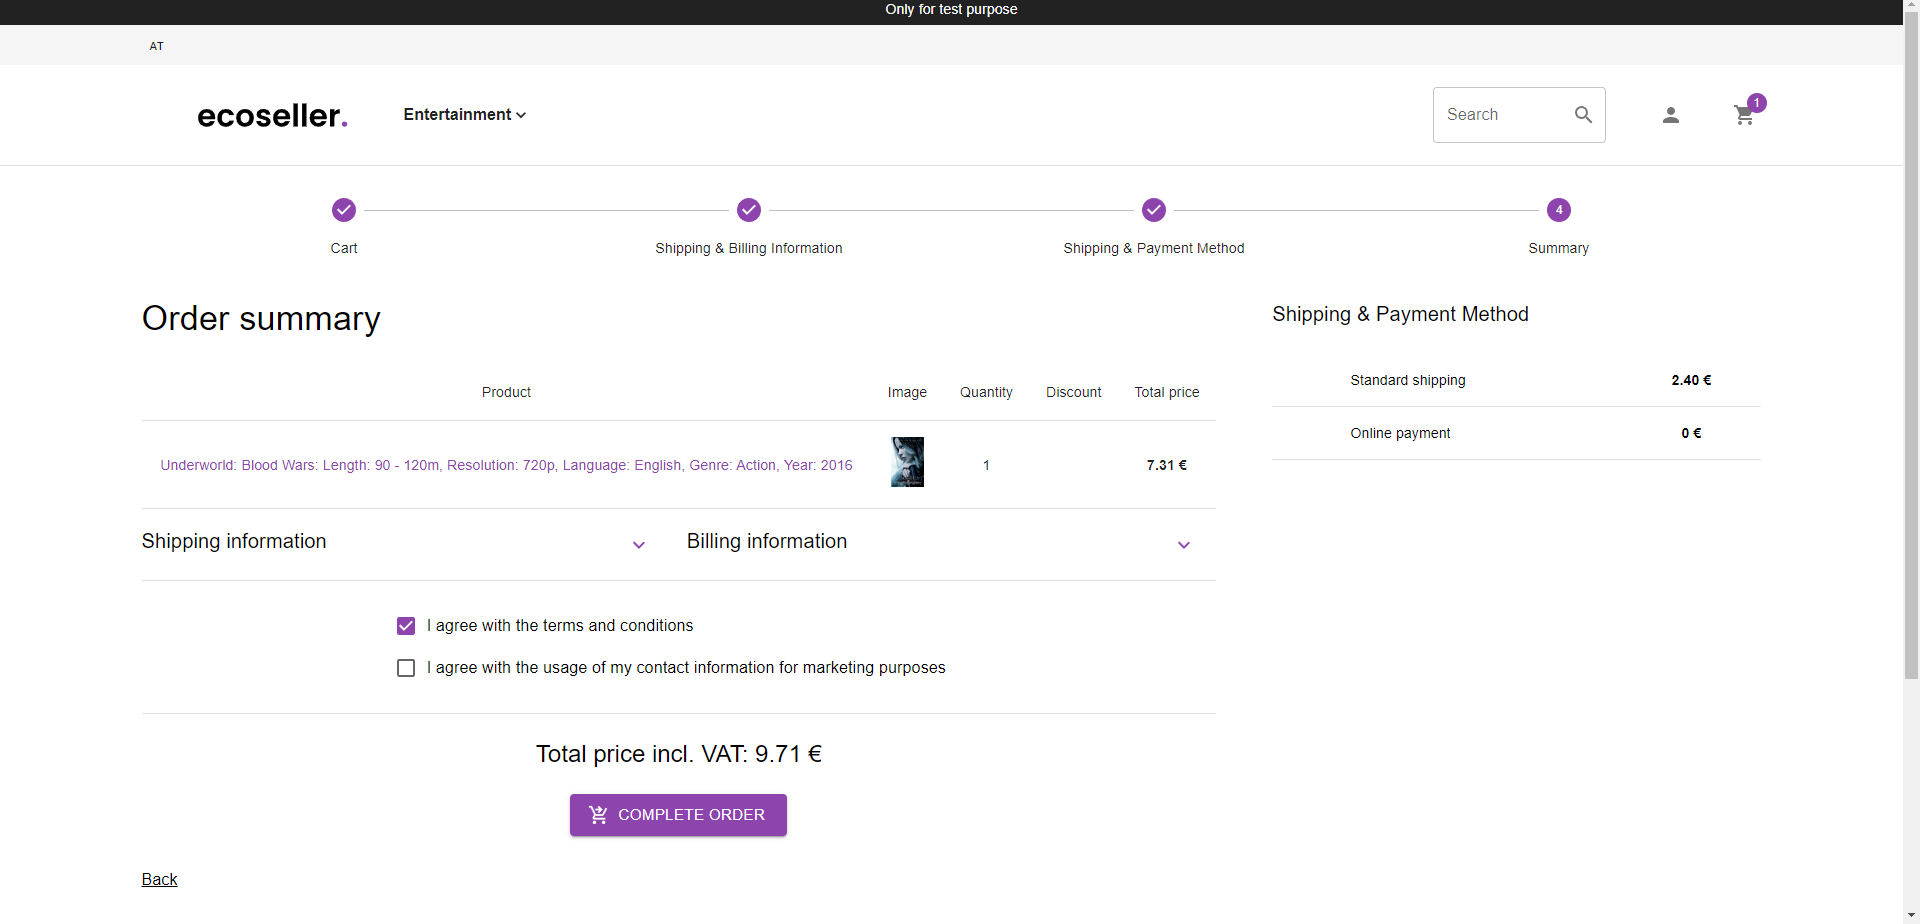 Only for test purpose
AT
ecoseller.
Entertainment
Search
1
Cart
Shipping & Billing Information
Shipping & Payment Method
4
Summary
Order summary
Product Image Quantity Discount Total price
Underworld: Blood Wars: Length: 90 - 120m, Resolution: 720p, Language: English, Genre: Action, Year: 2016 1 7.31 €
Shipping information
Billing information
I agree with the terms and conditions
I agree with the usage of my contact information for marketing purposes
Total price incl. VAT: 9.71 €
COMPLETE ORDER
Back
Shipping & Payment Method
Standard shipping 2.40 €
Online payment 0 €